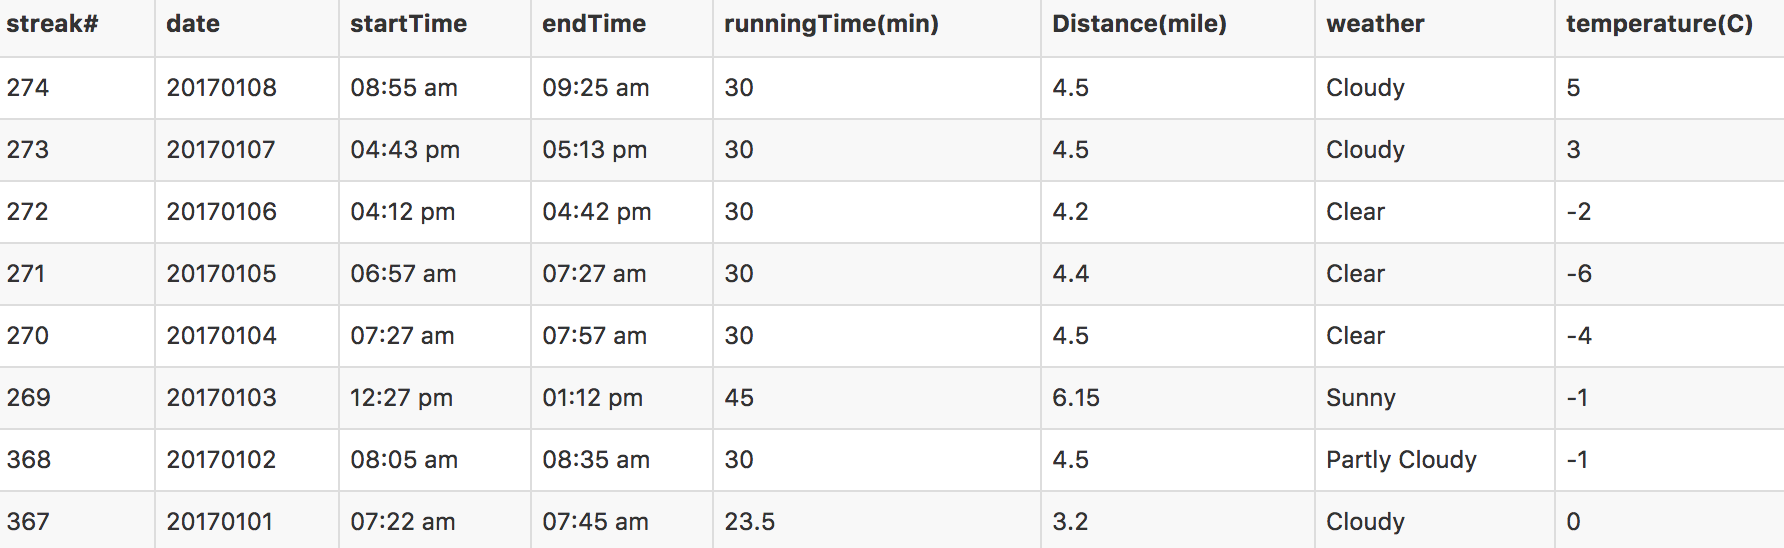 streak# date startTime endTime runningTime(min) Distance(mile) weather temperature(C)
274 20170108 08:55 am 09:25 am 30 4.5 Cloudy 5
273 20170107 04:43 pm 05:13 pm 30 4.5 Cloudy 3
272 20170106 04:12 pm 04:42 pm 30 4.2 Clear -2
271 20170105 06:57 am 07:27 am 30 4.4 Clear -6
270 20170104 07:27 am 07:57 am 30 4.5 Clear -4
269 20170103 12:27 pm 01:12 pm 45 6.15 Sunny -1
368 20170102 08:05 am 08:35 am 30 4.5 Partly Cloudy -1
367 20170101 07:22 am 07:45 am 23.5 3.2 Cloudy 0